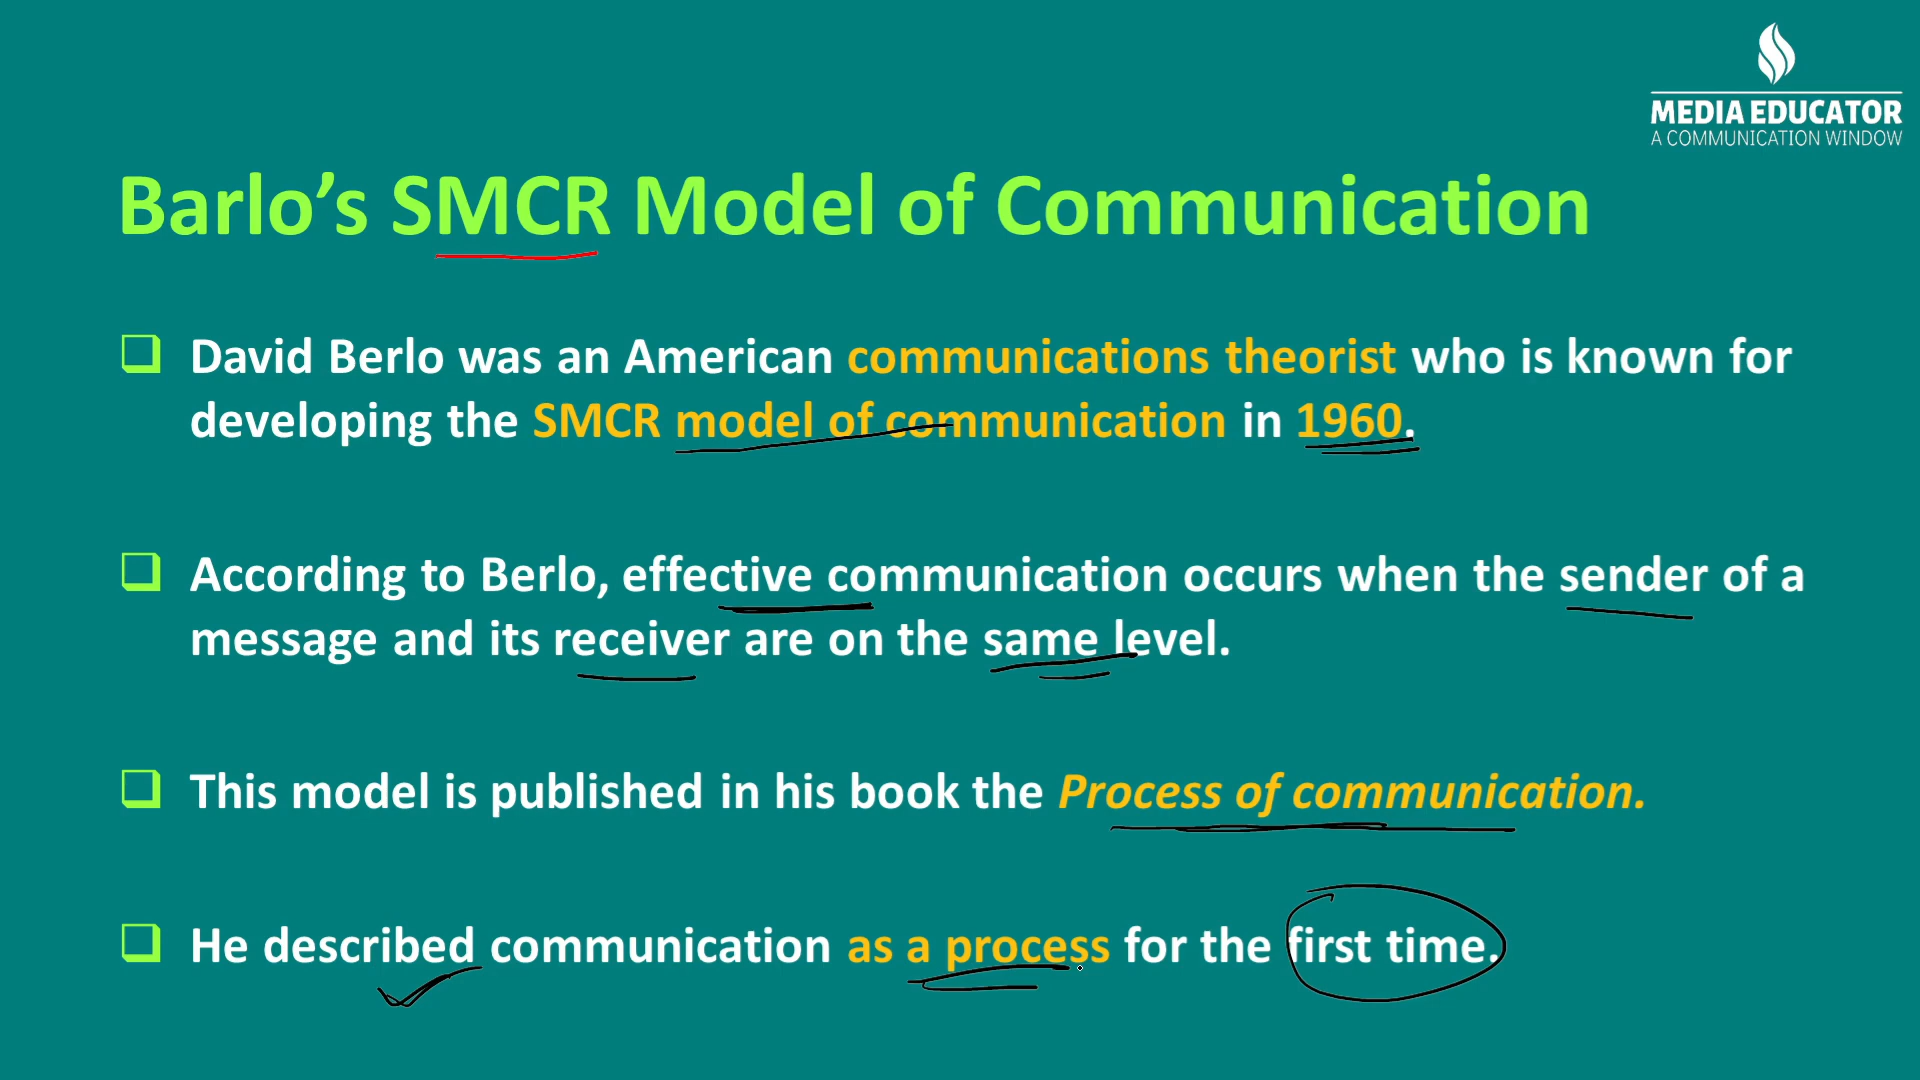 MEDIA EDUCATOR
A COMMUNICATION WINDOW
Barlo’s SMCR Model of Communication
David Berlo was an American communications theorist who is known for
developing the SMCR model of communication in 1960.
According to Berlo, effective communication occurs when the sender of a
message and its receiver are on the same level.
This model is published in his book the Process of communication.
He described communication as a process for the first time.